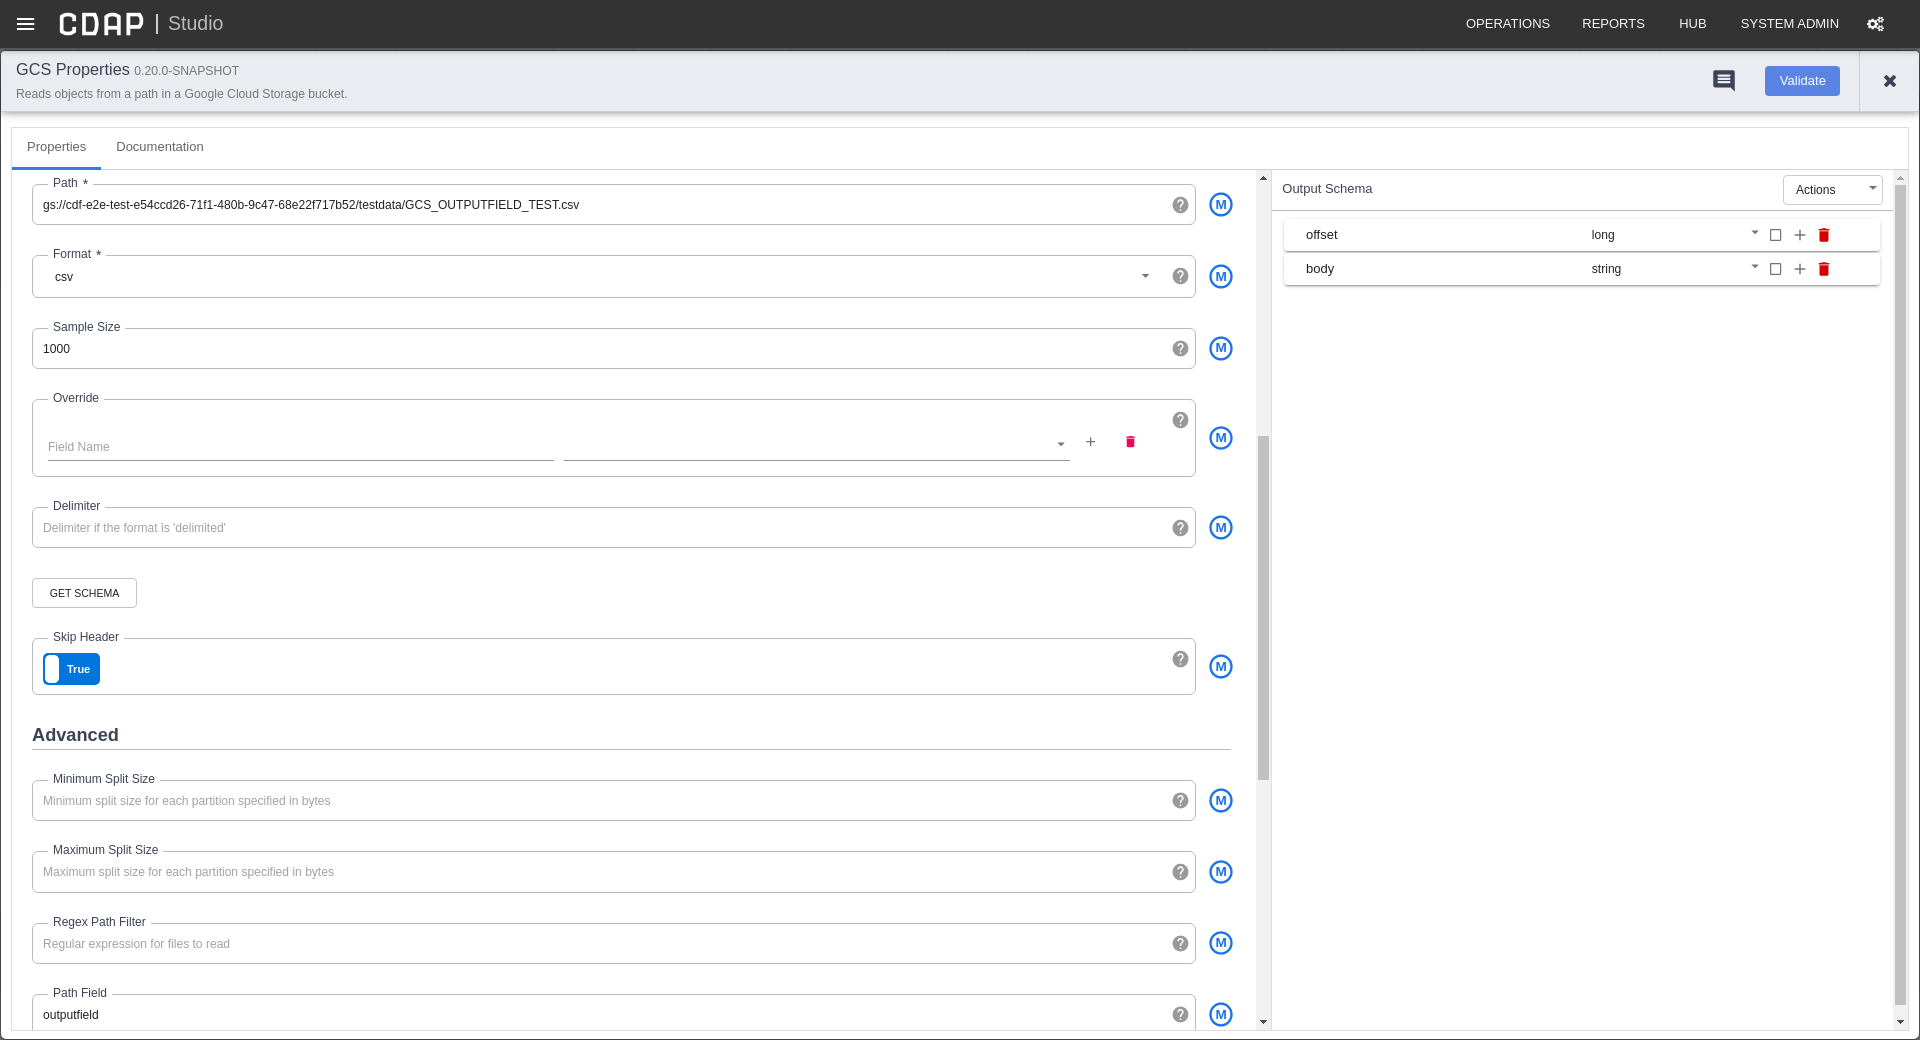 CDAP | Studio
OPERATIONS REPORTS HUB SYSTEM ADMIN
GCS Properties 0.20.0-SNAPSHOT
Reads objects from a path in a Google Cloud Storage bucket.
Validate
Properties Documentation
Path *
gs://cdf-e2e-test-e54ccd26-71f1-480b-9c47-68e22f717b52/testdata/GCS_OUTPUTFIELD_TEST.csv
M
Format *
csv
M
Sample Size
1000
M
Override
Field Name
M
Delimiter
Delimiter if the format is 'delimited'
M
GET SCHEMA
Skip Header
True
M
Advanced
Minimum Split Size
Minimum split size for each partition specified in bytes
M
Maximum Split Size
Maximum split size for each partition specified in bytes
M
Regex Path Filter
Regular expression for files to read
M
Path Field
outputfield
M
Output Schema
Actions
offset long
body string